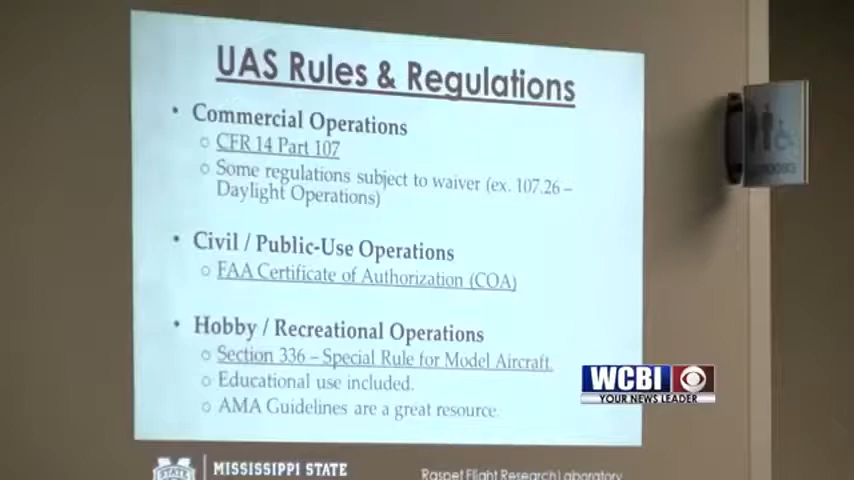 UAS Rules & Regulations
• Commercial Operations
○ CFR 14 Part 107
○ Some regulations subject to waiver (ex. 107.26 –
Daylight Operations)
• Civil / Public-Use Operations
○ FAA Certificate of Authorization (COA)
• Hobby / Recreational Operations
○ Section 336 – Special Rule for Model Aircraft.
○ Educational use included.
○ AMA Guidelines are a great resource.
WCBI
YOUR NEWS LEADER
STATE
MISSISSIPPI STATE
Raspet Flight Research Laboratory